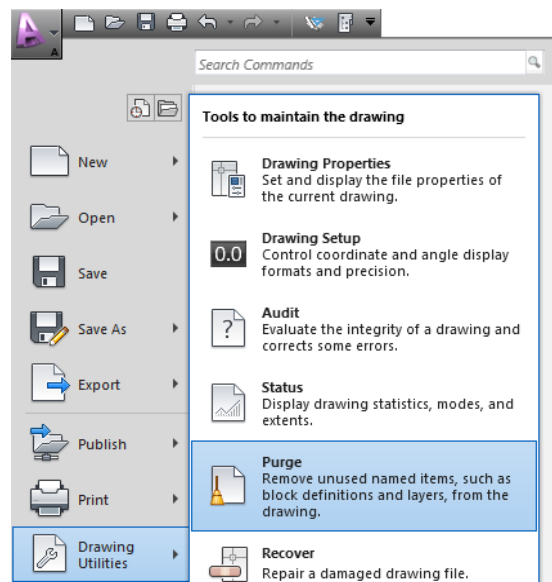 A
Search Commands
Tools to maintain the drawing
New
Open
Save
Save As
Export
Publish
Print
Drawing
Utilities
Drawing Properties
Set and display the file properties of
the current drawing.
0.0
Drawing Setup
Control coordinate and angle display
formats and precision.
?
Audit
Evaluate the integrity of a drawing and
corrects some errors.
Status
Display drawing statistics, modes, and
extents.
Purge
Remove unused named items, such as
block definitions and layers, from the
drawing.
Recover
Repair a damaged drawing file.